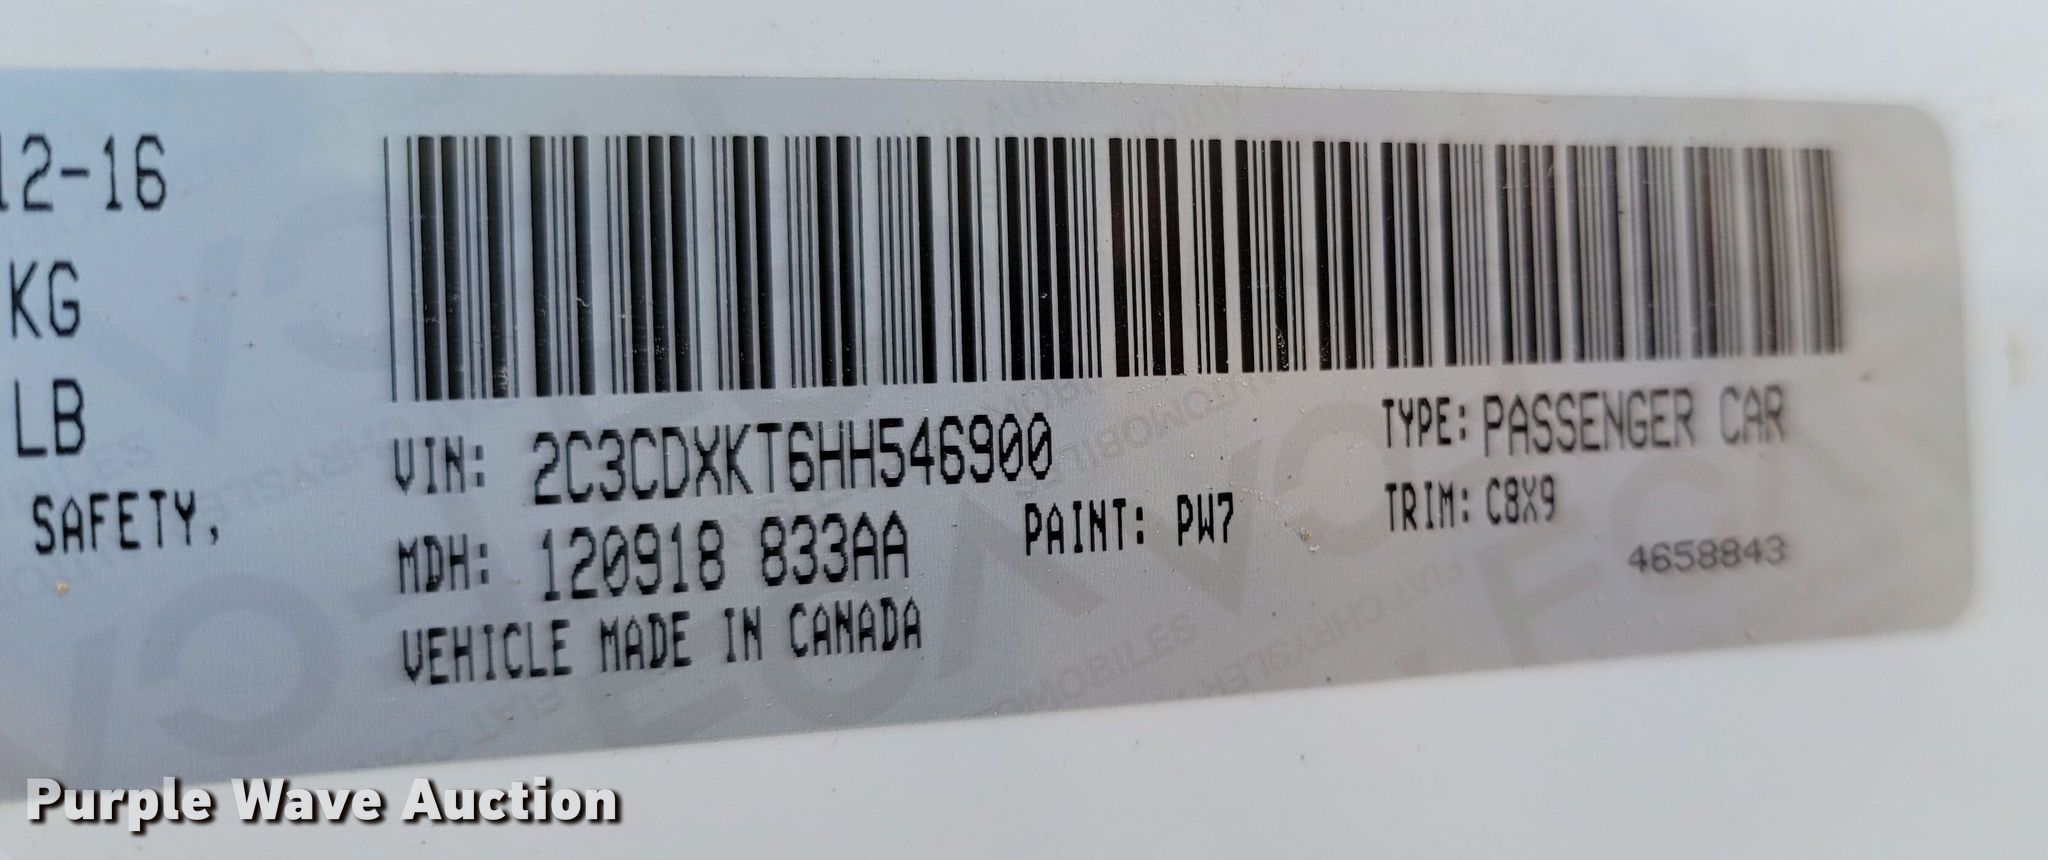 12-16
KG
LB
SAFETY,
VIN: 2C3CDXKT6HH546900
TYPE: PASSENGER CAR
MDH: 120918 833AA
PAINT: PW7
TRIM: C8X9
4658843
VEHICLE MADE IN CANADA
Purple Wave Auction